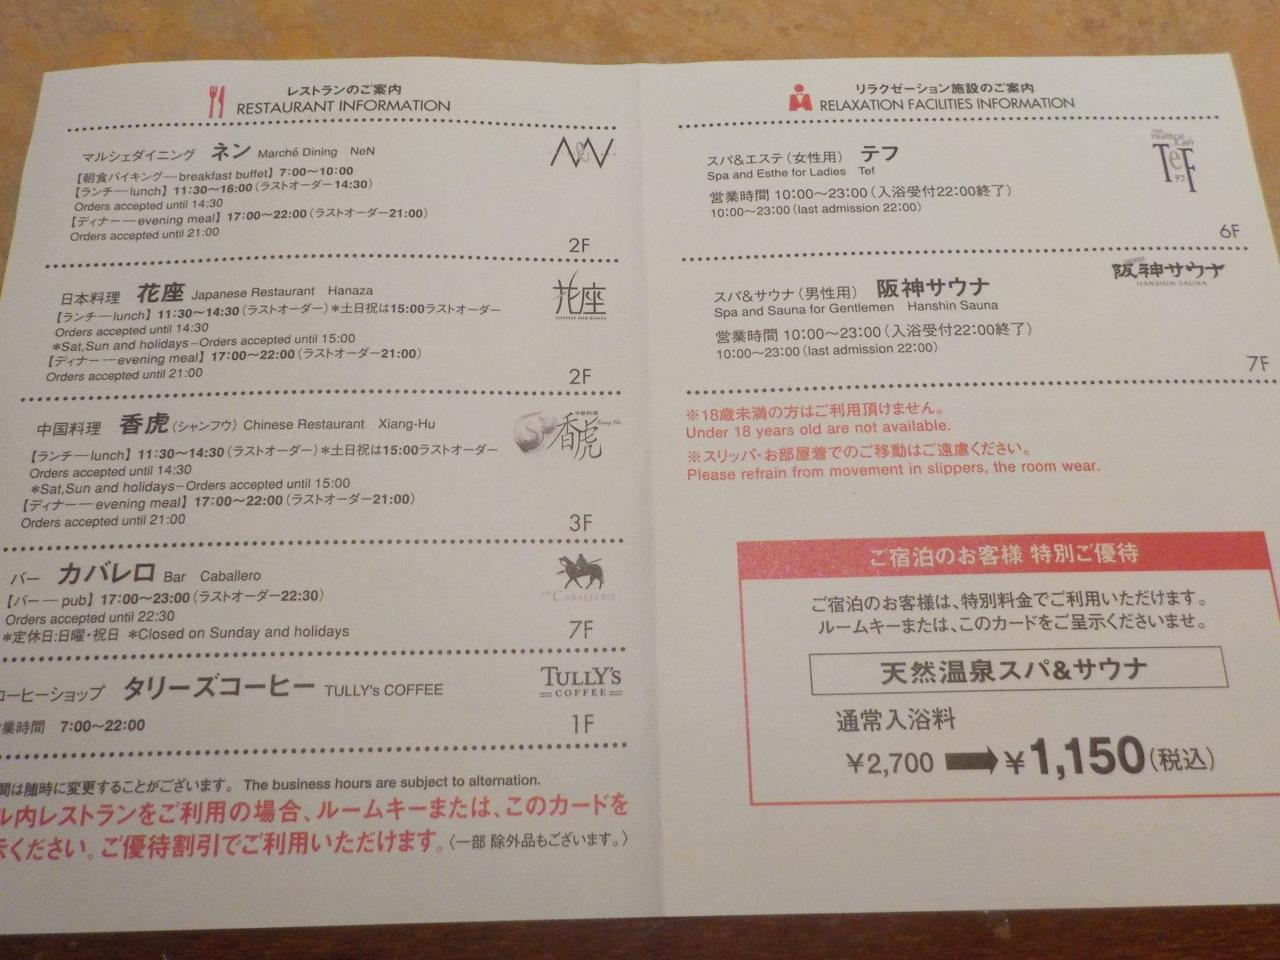 レストランのご案内
RESTAURANT INFORMATION
マルシェダイニング ネン Marché Dining NeN
【朝食バイキング―breakfast buffet】7:00〜10:00
【ランチ―lunch】11:30〜16:00(ラストオーダー14:30)
Orders accepted until 14:30
【ディナー―evening meal】17:00〜22:00(ラストオーダー21:00)
Orders accepted until 21:00
2F
日本料理 花座 Japanese Restaurant Hanaza
花座
【ランチ―lunch】11:30〜14:30(ラストオーダー)*土日祝は15:00ラストオーダー
Orders accepted until 14:30
*Sat,Sun and holidays–Orders accepted until 15:00
【ディナー―evening meal】17:00〜22:00(ラストオーダー21:00)
Orders accepted until 21:00
2F
中国料理 香虎(シャンフウ) Chinese Restaurant Xiang-Hu
中国料理 香虎 Xiang-Hu
【ランチ―lunch】11:30〜14:30(ラストオーダー)*土日祝は15:00ラストオーダー
Orders accepted until 14:30
*Sat,Sun and holidays–Orders accepted until 15:00
【ディナー―evening meal】17:00〜22:00(ラストオーダー21:00)
Orders accepted until 21:00
3F
バー カバレロ Bar Caballero
CABALLERO
【バー―pub】17:00〜23:00(ラストオーダー22:30)
Orders accepted until 22:30
*定休日:日曜・祝日 *Closed on Sunday and holidays
7F
コーヒーショップ タリーズコーヒー TULLY's COFFEE
TULLY'S
COFFEE
業時間 7:00〜22:00
1F
間は随時に変更することがございます。 The business hours are subject to alternation.
ル内レストランをご利用の場合、ルームキーまたは、このカードを
示ください。ご優待割引でご利用いただけます。〈一部 除外品もございます。〉
リラクゼーション施設のご案内
RELAXATION FACILITIES INFORMATION
スパ&エステ(女性用) テフ
Spa and Esthe for Ladies Tef
TeF
テフ
営業時間 10:00〜23:00(入浴受付22:00終了)
10:00〜23:00(last admission 22:00)
6F
スパ&サウナ(男性用) 阪神サウナ
Spa and Sauna for Gentlemen Hanshin Sauna
阪神サウナ
HANSHIN SAUNA
営業時間 10:00〜23:00(入浴受付22:00終了)
10:00〜23:00(last admission 22:00)
7F
※18歳未満の方はご利用頂けません。
Under 18 years old are not available.
※スリッパ・お部屋着でのご移動はご遠慮ください。
Please refrain from movement in slippers, the room wear.
ご宿泊のお客様 特別ご優待
ご宿泊のお客様は、特別料金でご利用いただけます。
ルームキーまたは、このカードをご呈示くださいませ。
天然温泉スパ&サウナ
通常入浴料
¥2,700 ➡ ¥1,150(税込)